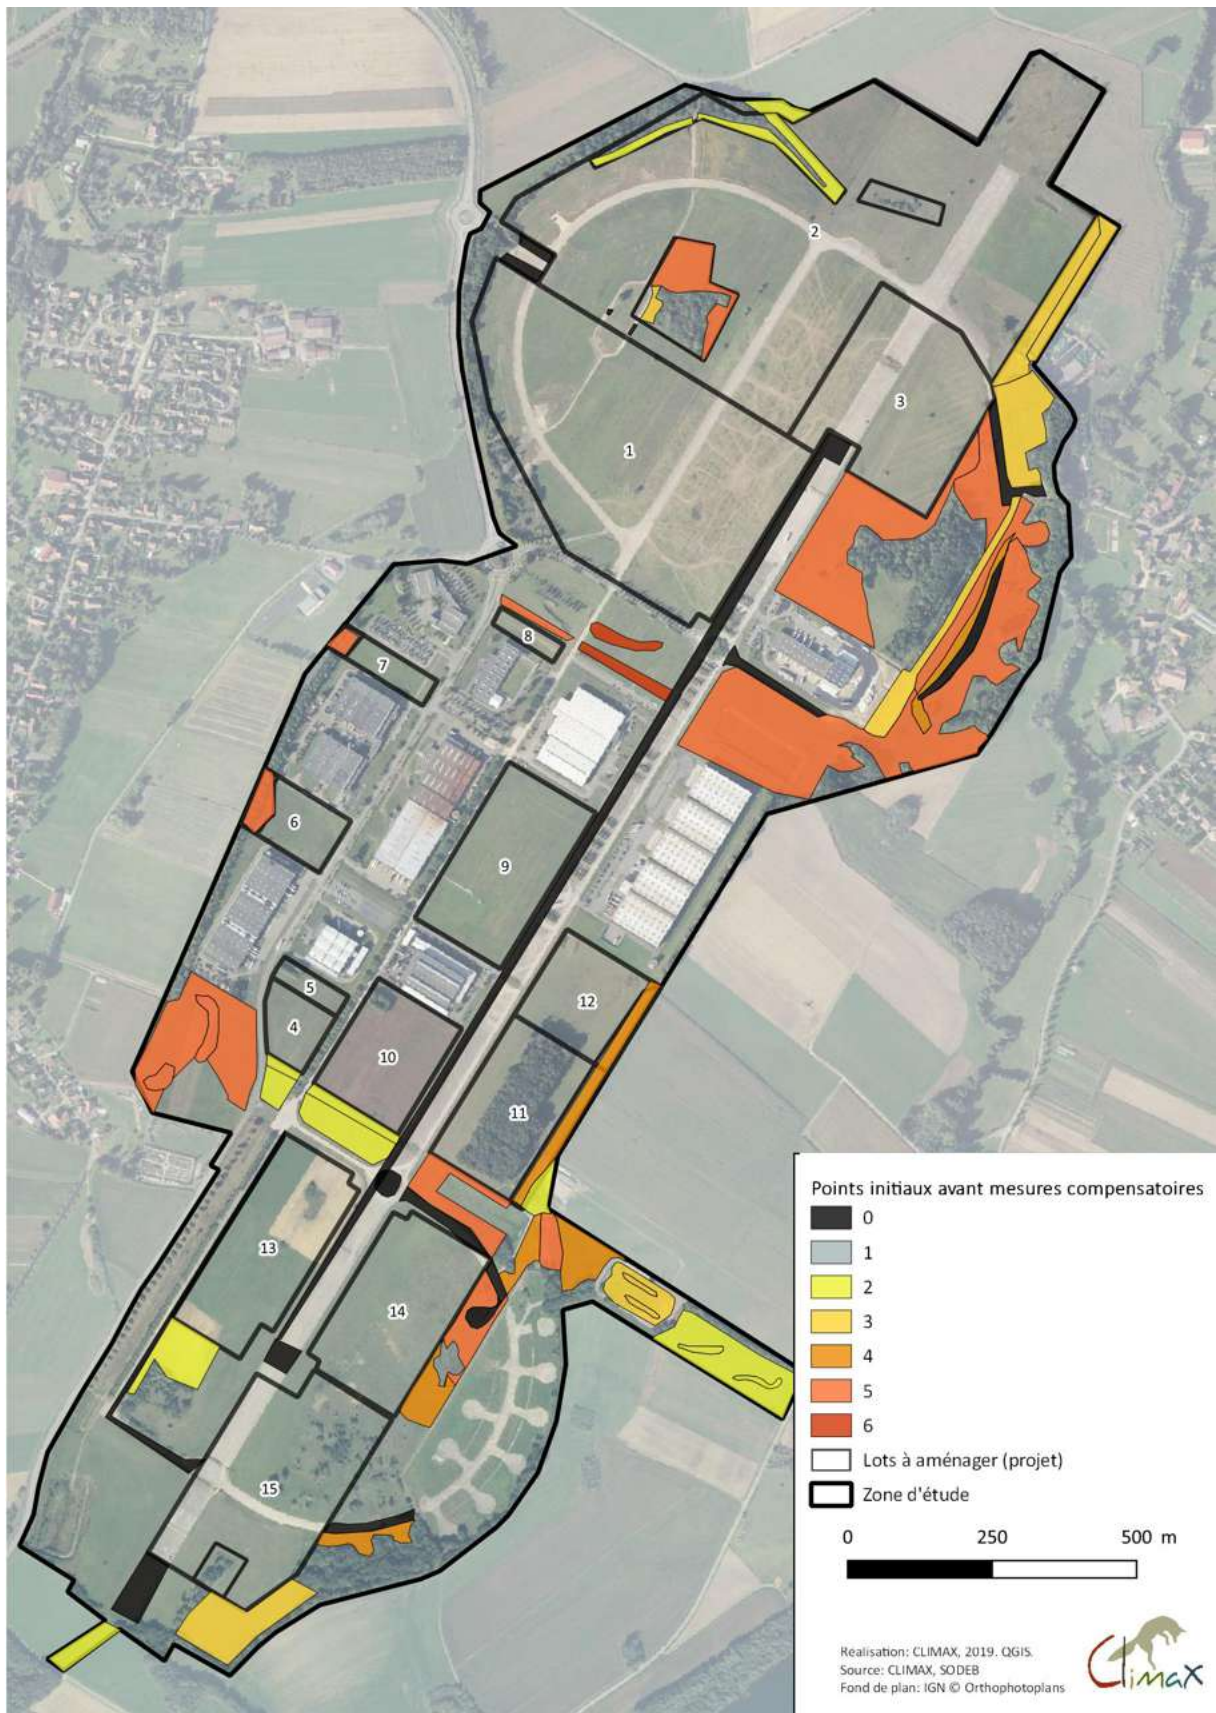 2
3
1
8
7
6
9
12
5
4
10
11
13
14
15
Points initiaux avant mesures compensatoires
0
1
2
3
4
5
6
Lots à aménager (projet)
Zone d'étude
0 250 500 m
Réalisation: CLIMAX, 2019. QGIS.
Source: CLIMAX, SODEB
Fond de plan: IGN © Orthophotoplans
Climax